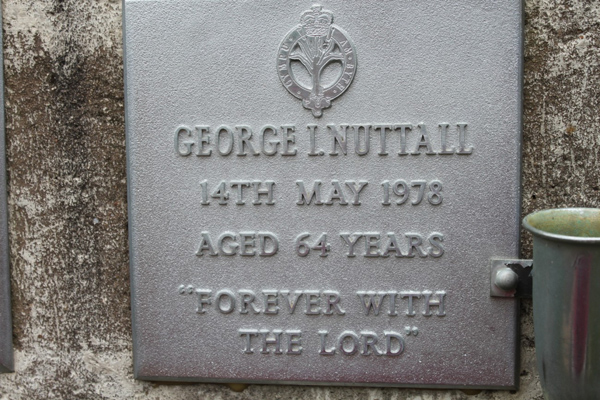 GEORGE I. NUTTALL
14TH MAY 1978
AGED 64 YEARS
"FOREVER WITH
THE LORD"